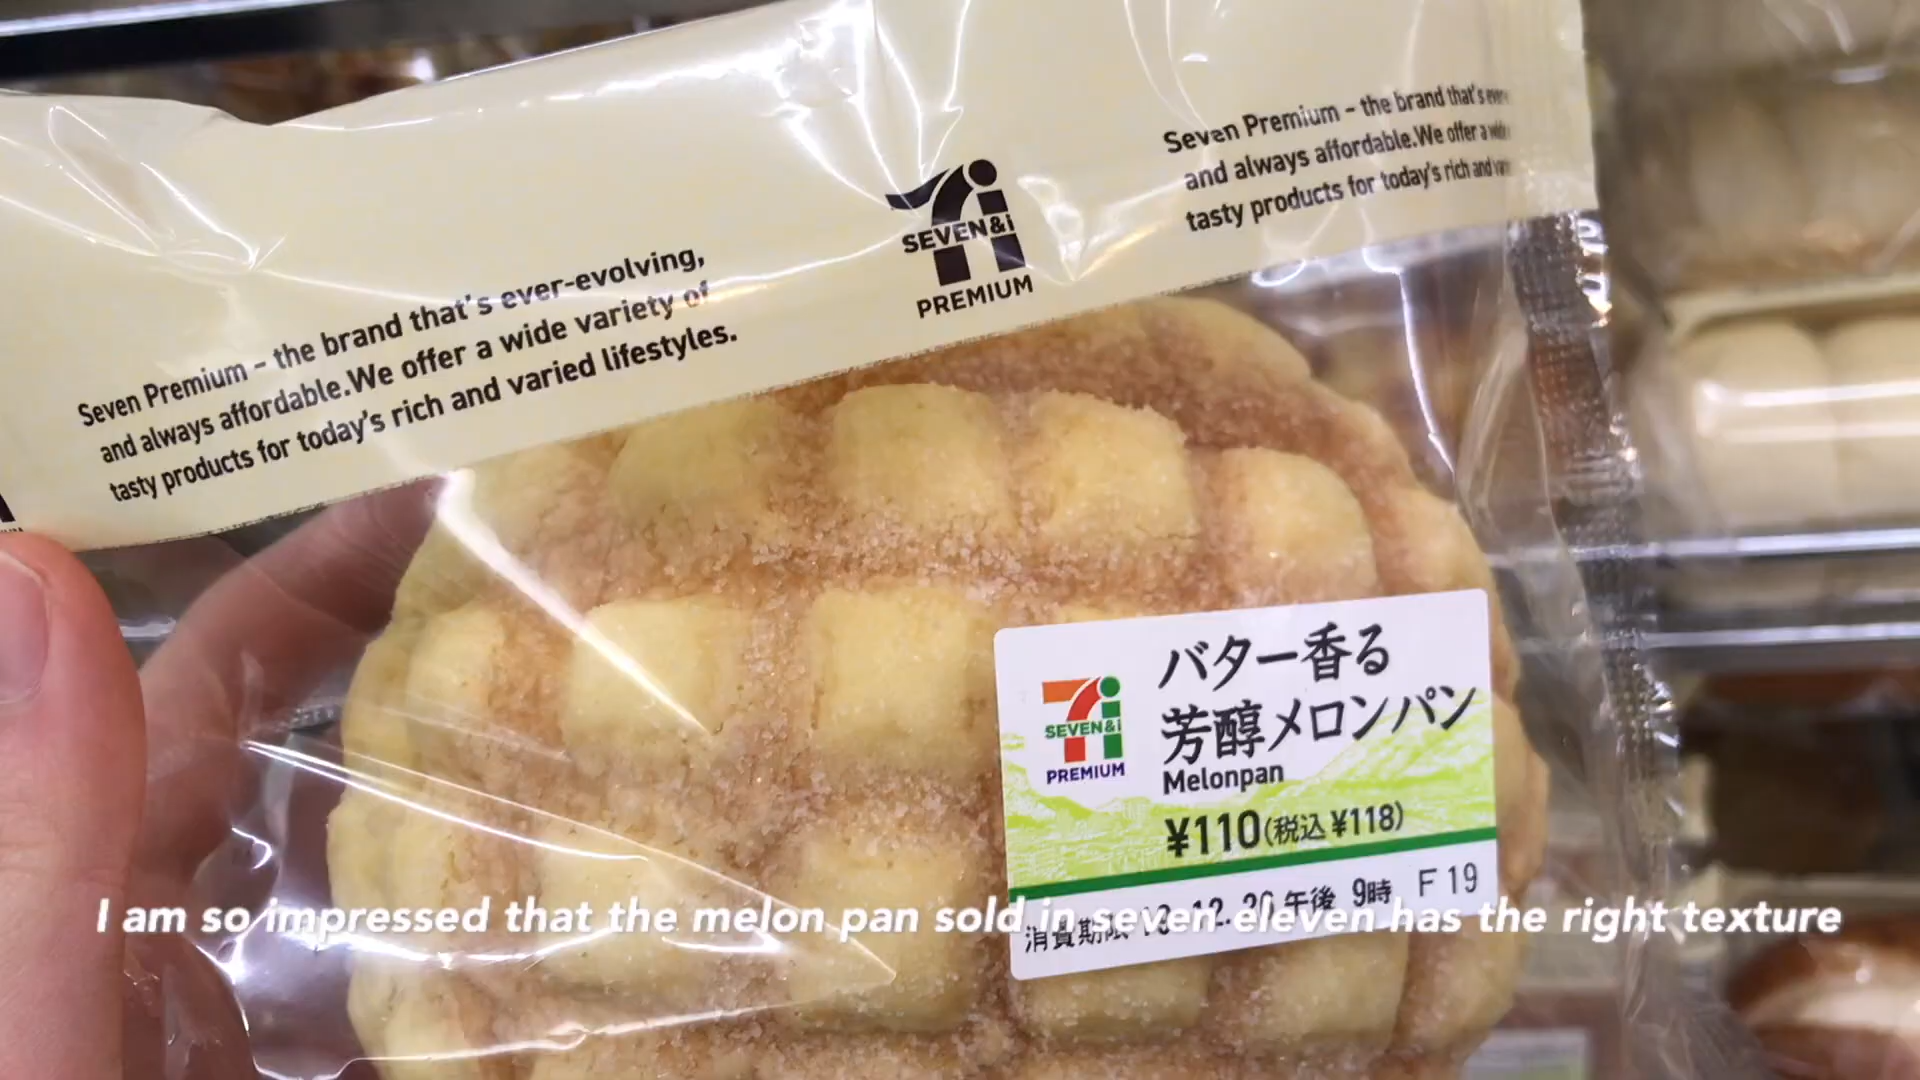 Seven Premium – the brand that's ever-evolving,
and always affordable. We offer a wide variety of
tasty products for today's rich and varied lifestyles.
SEVEN&i
PREMIUM
Seven Premium – the brand that's
and always affordable. We offer a
tasty products for today's rich and
SEVEN&i
PREMIUM
バター香る
芳醇メロンパン
Melonpan
¥110(税込¥118)
消費期限 12.20 午後 9時 F19
I am so impressed that the melon pan sold in seven eleven has the right texture